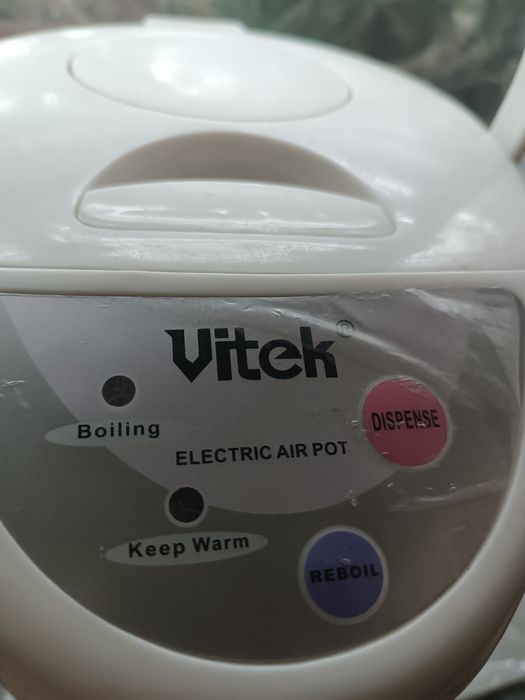 Vitek®
Boiling
DISPENSE
ELECTRIC AIR POT
Keep Warm
REBOIL